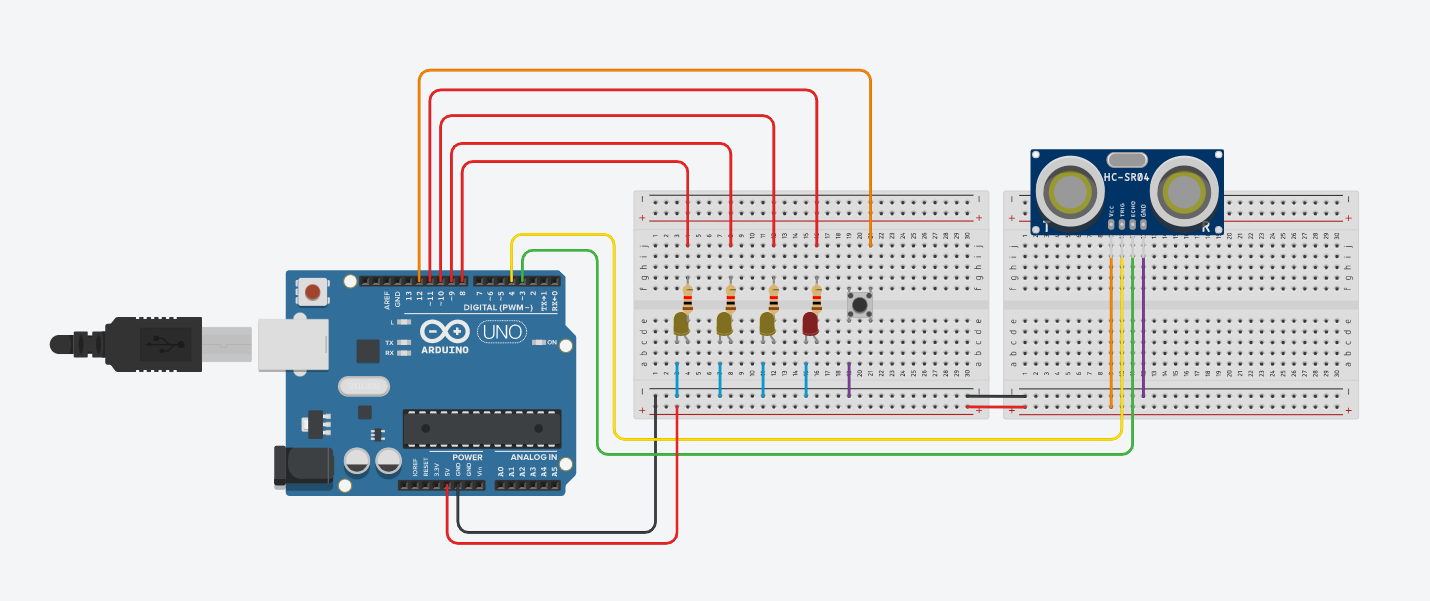 HC-SR04
VCC
TRIG
ECHO
GND
T
R
AREF
GND
13
12
~11
~10
~9
8
7
~6
~5
4
~3
2
TX→1
RX←0
DIGITAL (PWM~)
L
TX
RX
ARDUINO
UNO
ON
POWER
ANALOG IN
IOREF
RESET
3.3V
5V
GND
GND
Vin
A0
A1
A2
A3
A4
A5